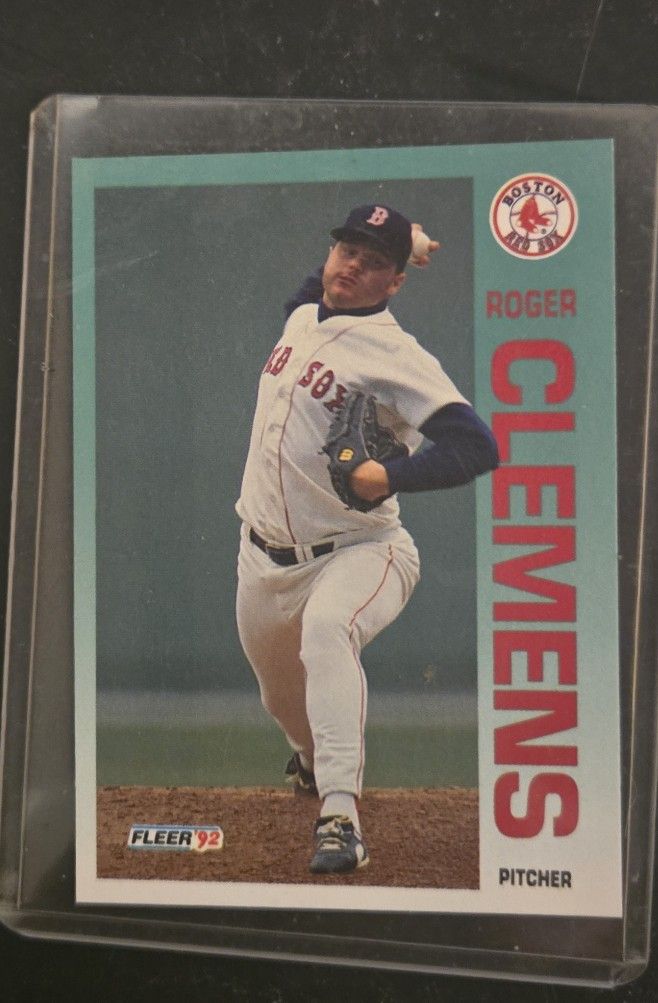 BOSTON
RED SOX
ROGER
CLEMENS
B
RED SOX
FLEER '92
PITCHER